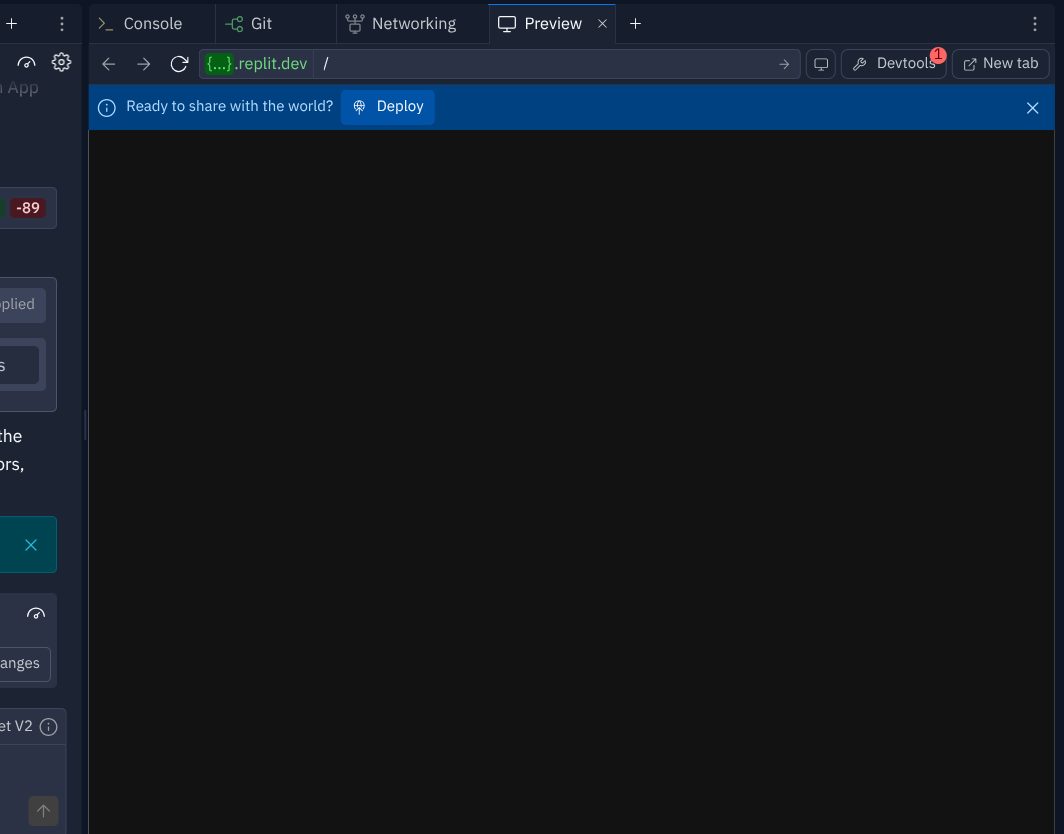 Console
Git
Networking
Preview
{...}.replit.dev
/
Devtools
1
New tab
App
Ready to share with the world?
Deploy
-89
plied
s
the
ors,
anges
et V2